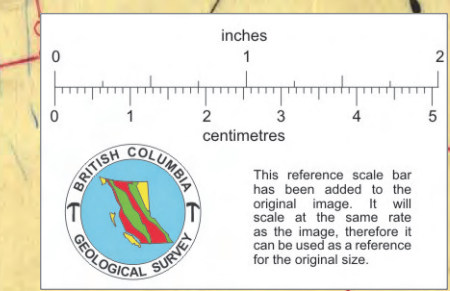 inches
0 1 2
0 1 2 3 4 5
centimetres
BRITISH COLUMBIA
GEOLOGICAL SURVEY
This reference scale bar
has been added to the
original image. It will
scale at the same rate
as the image, therefore it
can be used as a reference
for the original size.